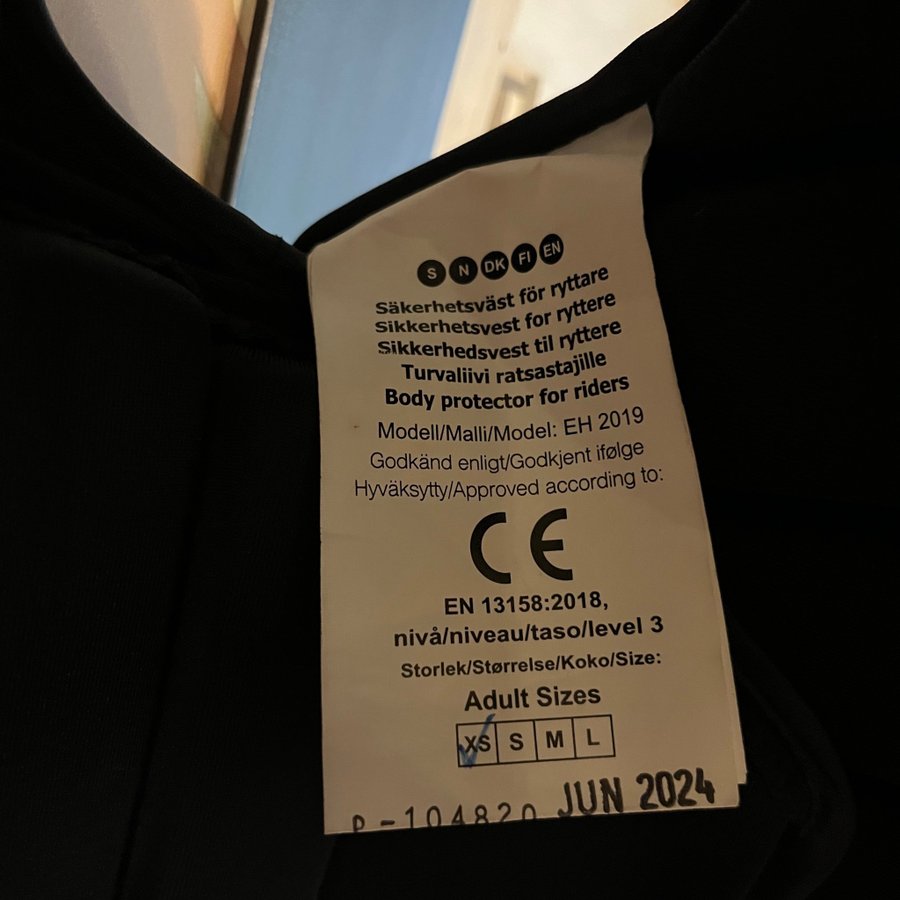 S N DK FI EN
Säkerhetsväst för ryttare
Sikkerhetsvest for ryttere
Sikkerhedsvest til ryttere
Turvaliivi ratsastajille
Body protector for riders
Modell/Malli/Model: EH 2019
Godkänd enligt/Godkjent ifølge
Hyväksytty/Approved according to:
CE
EN 13158:2018,
nivå/niveau/taso/level 3
Storlek/Størrelse/Koko/Size:
Adult Sizes
XS S M L
P-104820 JUN 2024